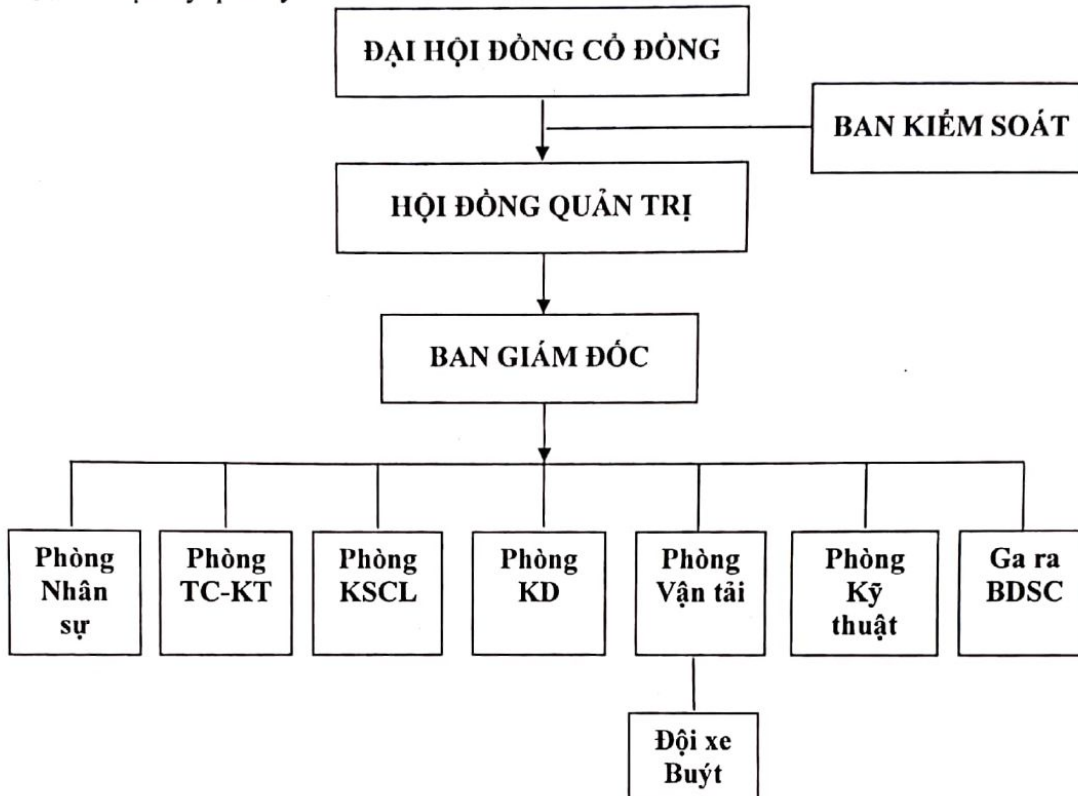 ĐẠI HỘI ĐỒNG CỔ ĐÔNG
BAN KIỂM SOÁT
HỘI ĐỒNG QUẢN TRỊ
BAN GIÁM ĐỐC
Phòng
Nhân
sự
Phòng
TC-KT
Phòng
KSCL
Phòng
KD
Phòng
Vận tải
Phòng
Kỹ
thuật
Ga ra
BDSC
Đội xe
Buýt